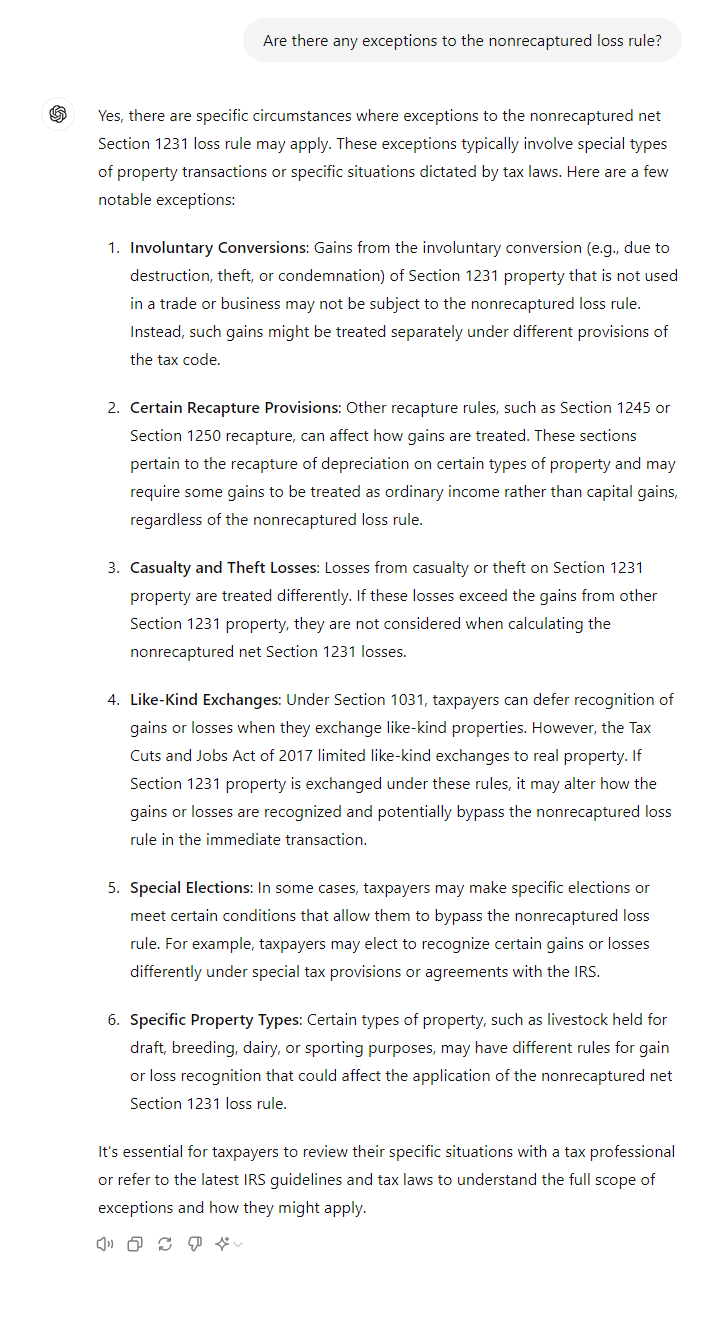 Are there any exceptions to the nonrecaptured loss rule?
Yes, there are specific circumstances where exceptions to the nonrecaptured net
Section 1231 loss rule may apply. These exceptions typically involve special types
of property transactions or specific situations dictated by tax laws. Here are a few
notable exceptions:
1. Involuntary Conversions: Gains from the involuntary conversion (e.g., due to
destruction, theft, or condemnation) of Section 1231 property that is not used
in a trade or business may not be subject to the nonrecaptured loss rule.
Instead, such gains might be treated separately under different provisions of
the tax code.
2. Certain Recapture Provisions: Other recapture rules, such as Section 1245 or
Section 1250 recapture, can affect how gains are treated. These sections
pertain to the recapture of depreciation on certain types of property and may
require some gains to be treated as ordinary income rather than capital gains,
regardless of the nonrecaptured loss rule.
3. Casualty and Theft Losses: Losses from casualty or theft on Section 1231
property are treated differently. If these losses exceed the gains from other
Section 1231 property, they are not considered when calculating the
nonrecaptured net Section 1231 losses.
4. Like-Kind Exchanges: Under Section 1031, taxpayers can defer recognition of
gains or losses when they exchange like-kind properties. However, the Tax
Cuts and Jobs Act of 2017 limited like-kind exchanges to real property. If
Section 1231 property is exchanged under these rules, it may alter how the
gains or losses are recognized and potentially bypass the nonrecaptured loss
rule in the immediate transaction.
5. Special Elections: In some cases, taxpayers may make specific elections or
meet certain conditions that allow them to bypass the nonrecaptured loss
rule. For example, taxpayers may elect to recognize certain gains or losses
differently under special tax provisions or agreements with the IRS.
6. Specific Property Types: Certain types of property, such as livestock held for
draft, breeding, dairy, or sporting purposes, may have different rules for gain
or loss recognition that could affect the application of the nonrecaptured net
Section 1231 loss rule.
It's essential for taxpayers to review their specific situations with a tax professional
or refer to the latest IRS guidelines and tax laws to understand the full scope of
exceptions and how they might apply.